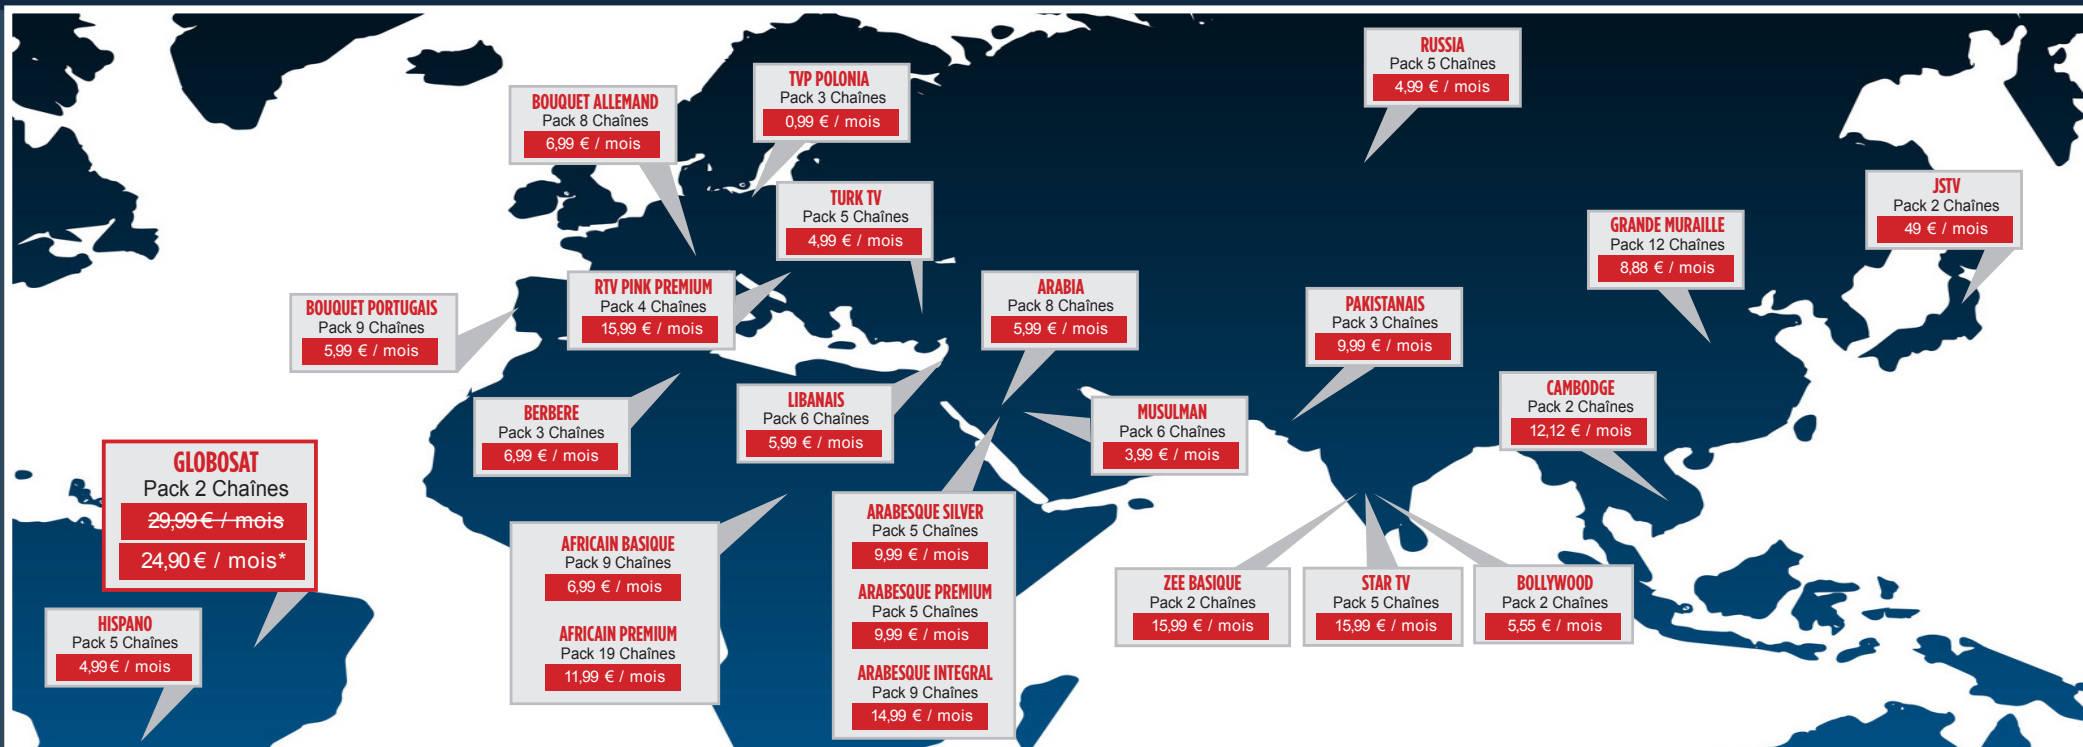 RUSSIA
Pack 5 Chaînes
4,99 € / mois
TVP POLONIA
Pack 3 Chaînes
0,99 € / mois
BOUQUET ALLEMAND
Pack 8 Chaînes
6,99 € / mois
TURK TV
Pack 5 Chaînes
4,99 € / mois
JSTV
Pack 2 Chaînes
49 € / mois
GRANDE MURAILLE
Pack 12 Chaînes
8,88 € / mois
RTV PINK PREMIUM
Pack 4 Chaînes
15,99 € / mois
ARABIA
Pack 8 Chaînes
5,99 € / mois
BOUQUET PORTUGAIS
Pack 9 Chaînes
5,99 € / mois
PAKISTANAIS
Pack 3 Chaînes
9,99 € / mois
BERBERE
Pack 3 Chaînes
6,99 € / mois
LIBANAIS
Pack 6 Chaînes
5,99 € / mois
MUSULMAN
Pack 6 Chaînes
3,99 € / mois
CAMBODGE
Pack 2 Chaînes
12,12 € / mois
GLOBOSAT
Pack 2 Chaînes
29,99 € / mois
24,90 € / mois*
HISPANO
Pack 5 Chaînes
4,99 € / mois
AFRICAIN BASIQUE
Pack 9 Chaînes
6,99 € / mois
AFRICAIN PREMIUM
Pack 19 Chaînes
11,99 € / mois
ARABESQUE SILVER
Pack 5 Chaînes
9,99 € / mois
ARABESQUE PREMIUM
Pack 5 Chaînes
9,99 € / mois
ARABESQUE INTEGRAL
Pack 9 Chaînes
14,99 € / mois
ZEE BASIQUE
Pack 2 Chaînes
15,99 € / mois
STAR TV
Pack 5 Chaînes
15,99 € / mois
BOLLYWOOD
Pack 2 Chaînes
5,55 € / mois